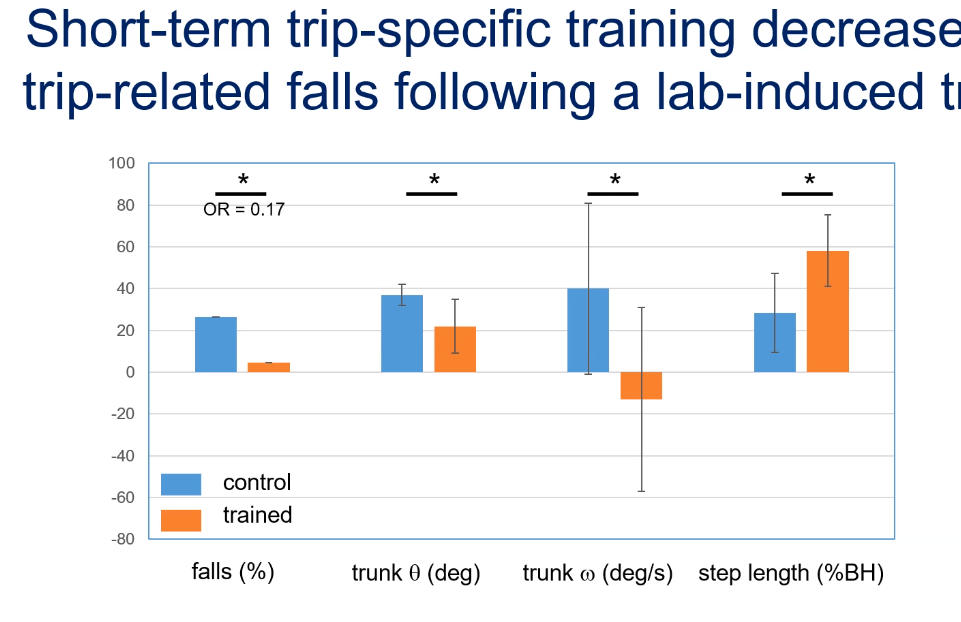 Short-term trip-specific training decrease
trip-related falls following a lab-induced t
100
80
60
40
20
0
-20
-40
-60
-80
*
*
*
*
OR = 0.17
control
trained
falls (%)
trunk θ (deg)
trunk ω (deg/s)
step length (%BH)